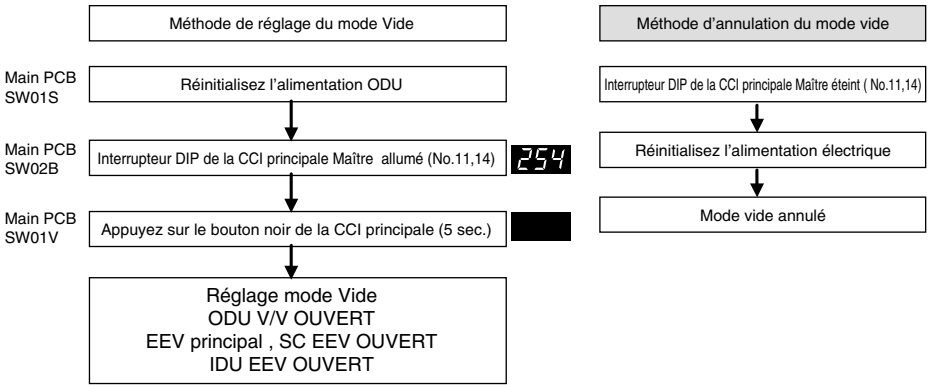 Méthode de réglage du mode Vide
Main PCB
SW01S
Réinitialisez l'alimentation ODU
Main PCB
SW02B
Interrupteur DIP de la CCI principale Maître allumé (No.11,14)
254
Main PCB
SW01V
Appuyez sur le bouton noir de la CCI principale (5 sec.)
Réglage mode Vide
ODU V/V OUVERT
EEV principal , SC EEV OUVERT
IDU EEV OUVERT
Méthode d'annulation du mode vide
Interrupteur DIP de la CCI principale Maître éteint ( No.11,14)
Réinitialisez l'alimentation électrique
Mode vide annulé